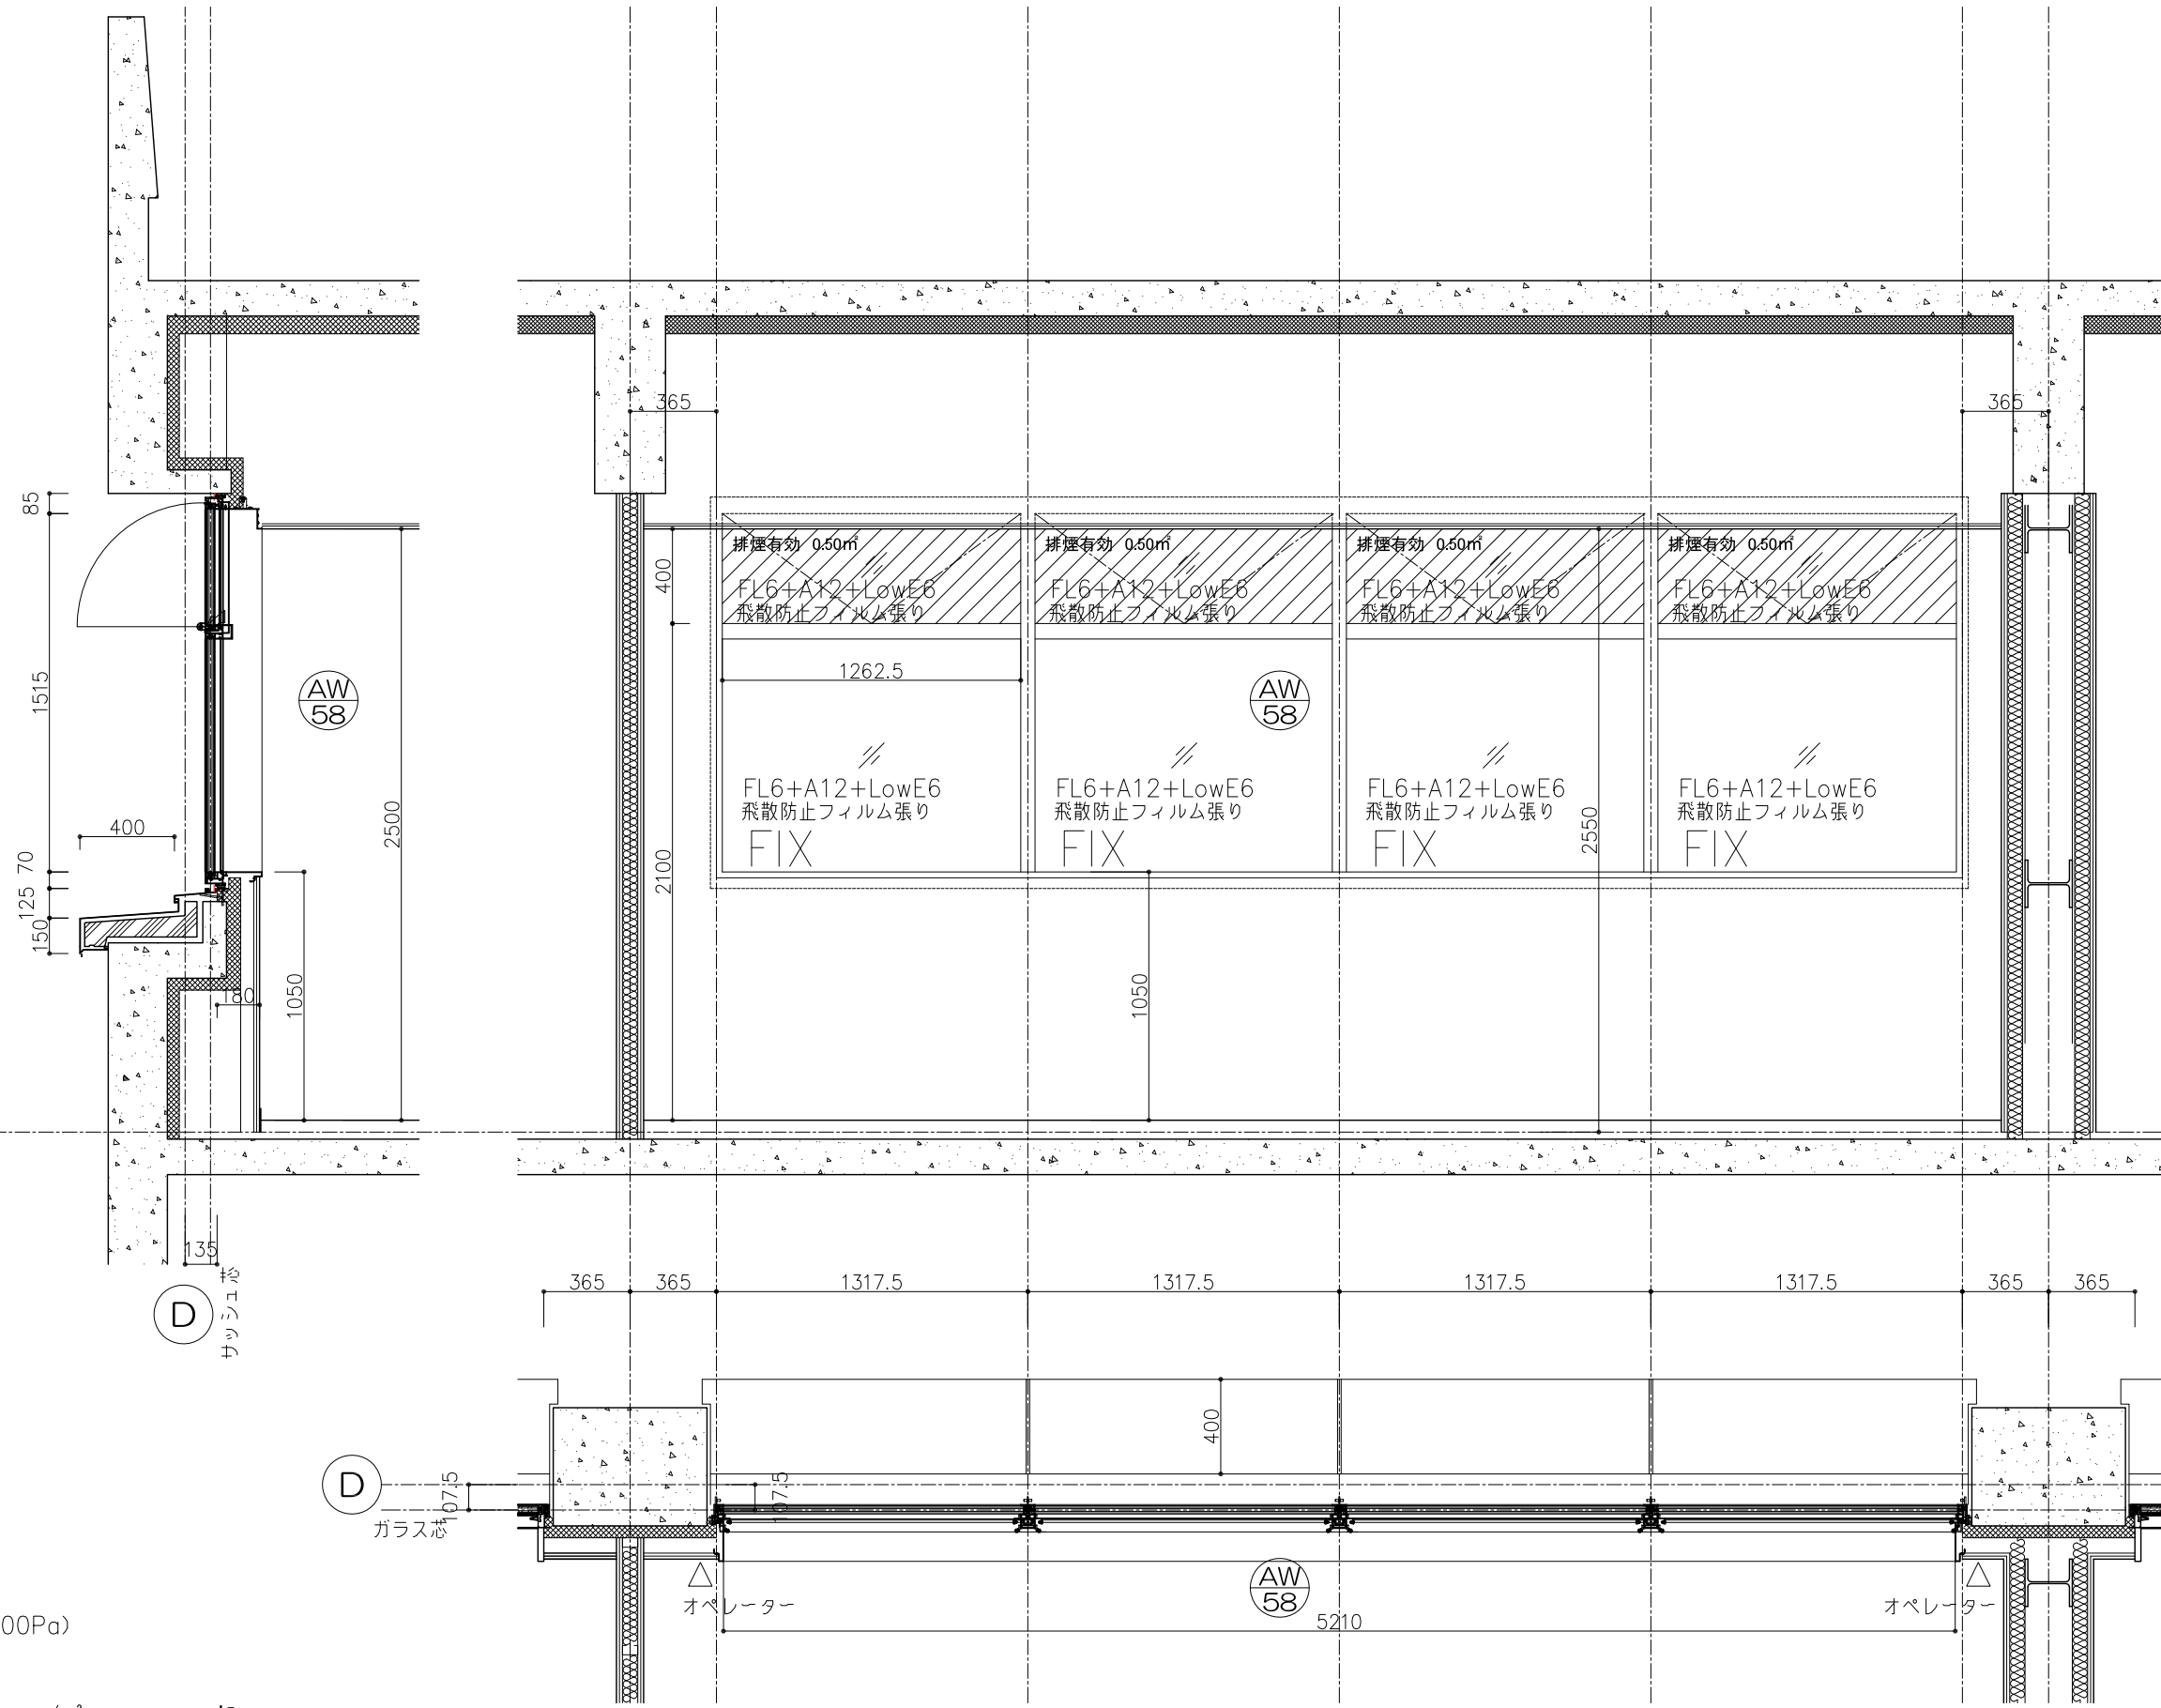 365
365
85
排煙有効 0.50㎡
排煙有効 0.50㎡
排煙有効 0.50㎡
排煙有効 0.50㎡
400
FL6+A12+LowE6
飛散防止フィルム張り
FL6+A12+LowE6
飛散防止フィルム張り
FL6+A12+LowE6
飛散防止フィルム張り
FL6+A12+LowE6
飛散防止フィルム張り
1262.5
1515
AW
58
AW
58
FL6+A12+LowE6
飛散防止フィルム張り
FIX
FL6+A12+LowE6
飛散防止フィルム張り
FIX
FL6+A12+LowE6
飛散防止フィルム張り
FIX
FL6+A12+LowE6
飛散防止フィルム張り
FIX
400
2500
2550
70
2100
125
150
180
1050
1050
135
D
サッシュ芯
365
365
1317.5
1317.5
1317.5
1317.5
365
365
400
D
107.5
107.5
ガラス芯
AW
58
オペレーター
オペレーター
5210
00Pa)